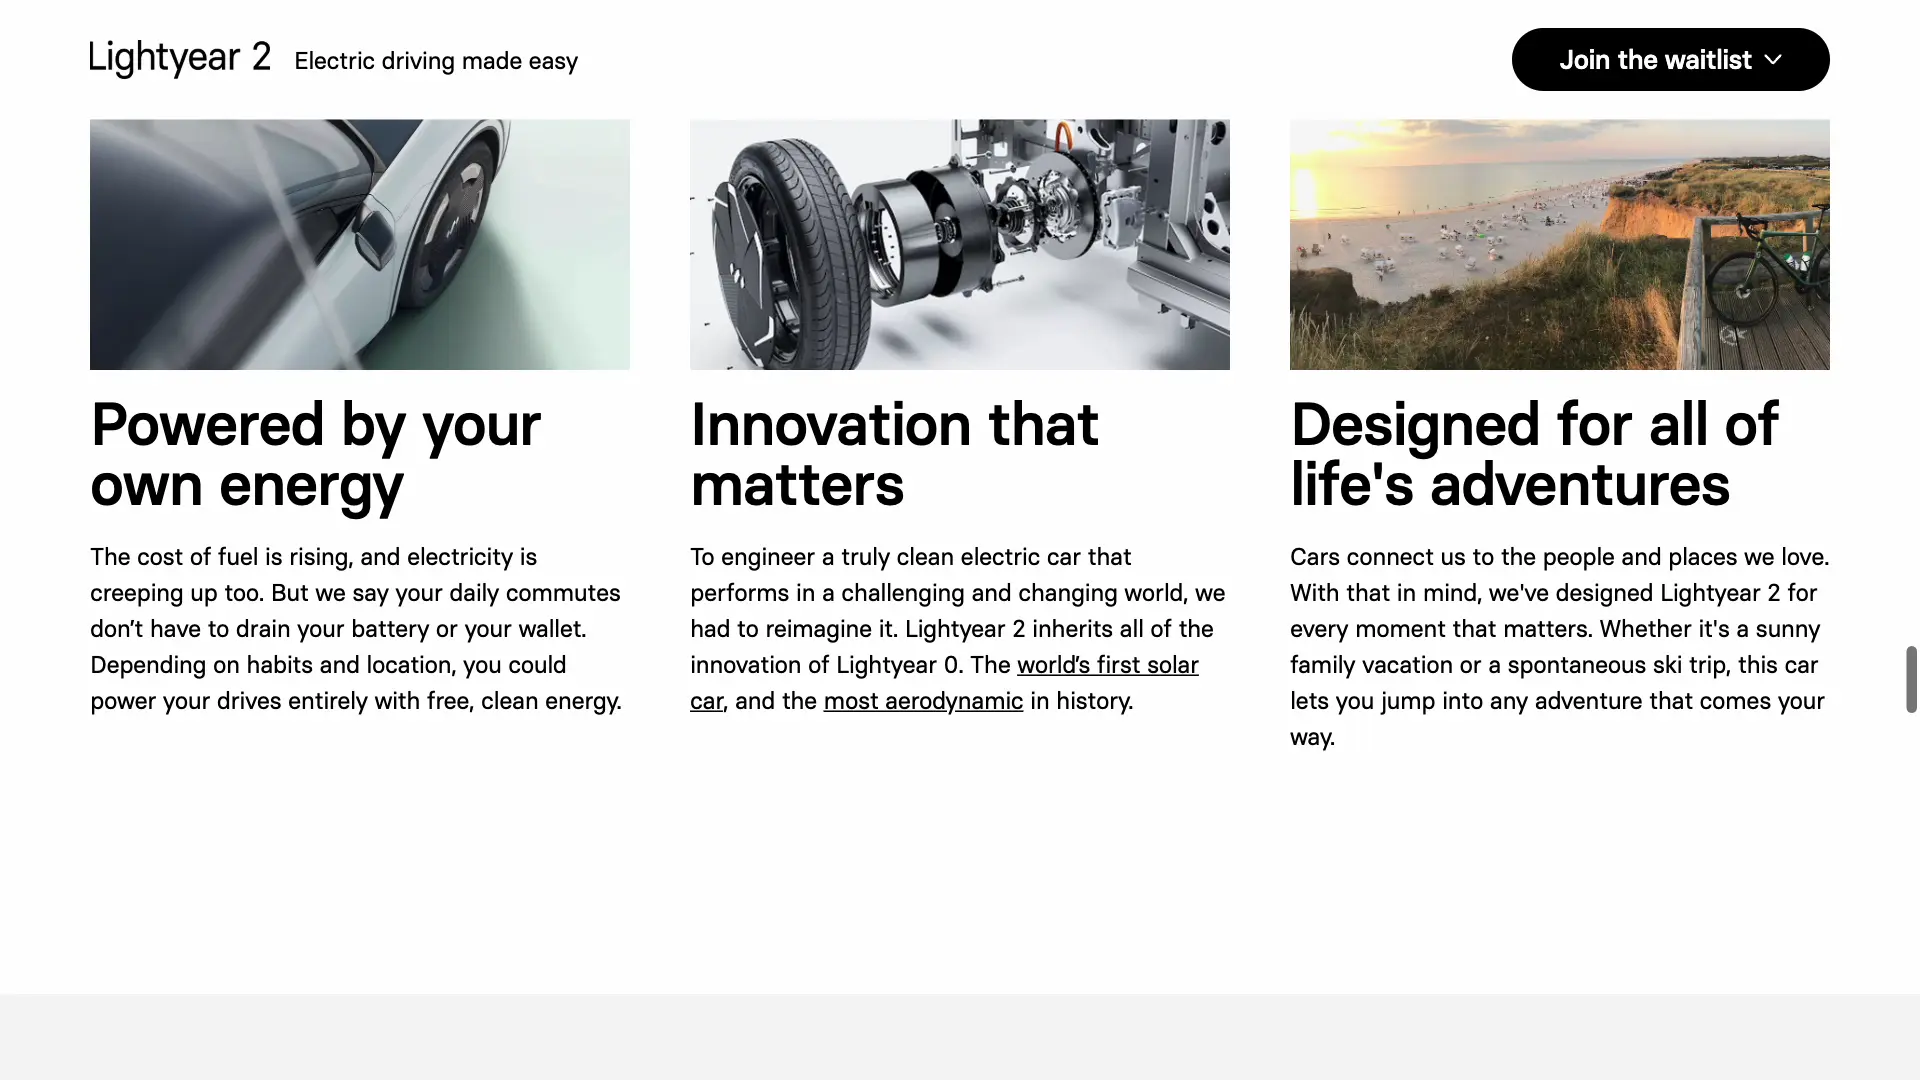 Lightyear 2 Electric driving made easy
Join the waitlist
Powered by your
own energy
The cost of fuel is rising, and electricity is
creeping up too. But we say your daily commutes
don’t have to drain your battery or your wallet.
Depending on habits and location, you could
power your drives entirely with free, clean energy.
Innovation that
matters
To engineer a truly clean electric car that
performs in a challenging and changing world, we
had to reimagine it. Lightyear 2 inherits all of the
innovation of Lightyear 0. The world’s first solar
car, and the most aerodynamic in history.
Designed for all of
life's adventures
Cars connect us to the people and places we love.
With that in mind, we've designed Lightyear 2 for
every moment that matters. Whether it's a sunny
family vacation or a spontaneous ski trip, this car
lets you jump into any adventure that comes your
way.